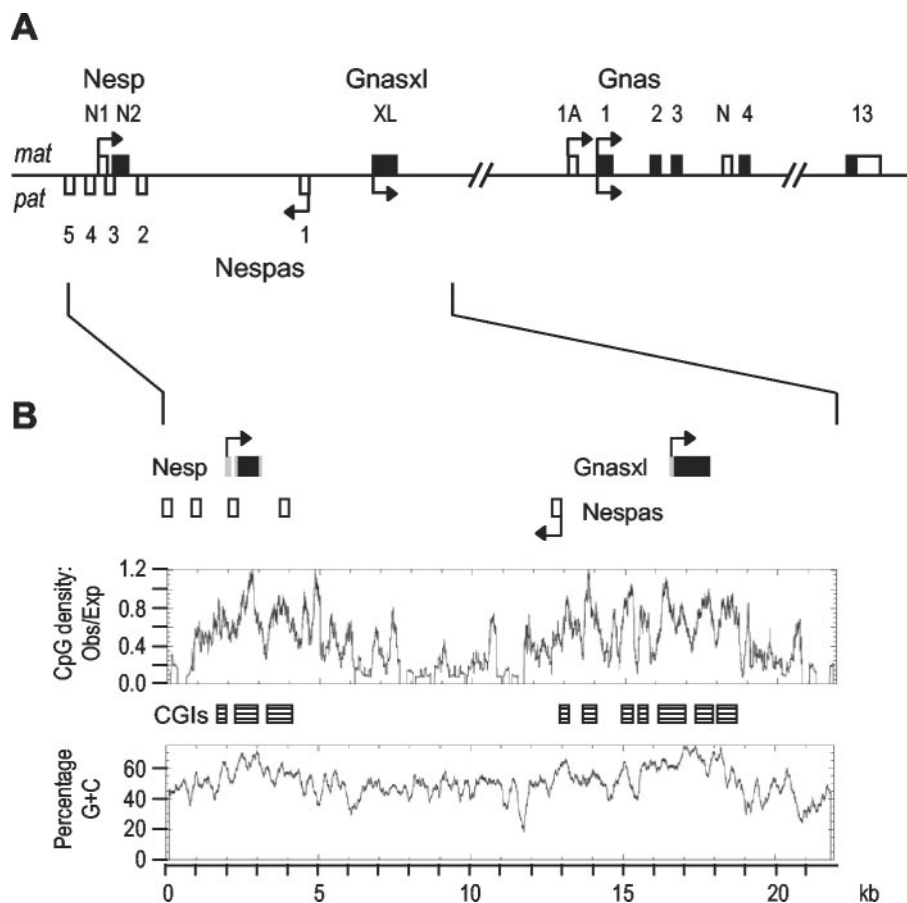 A
Nesp Gnasxl Gnas
N1 N2 XL 1A 1 2 3 N 4 13
mat
pat
5 4 3 2 1
Nespas
B
Nesp Gnasxl
Nespas
CpG density:
Obs/Exp
1.2
0.8
0.4
0.0
CGIs
Percentage
G+C
60
40
20
0
0 5 10 15 20 kb